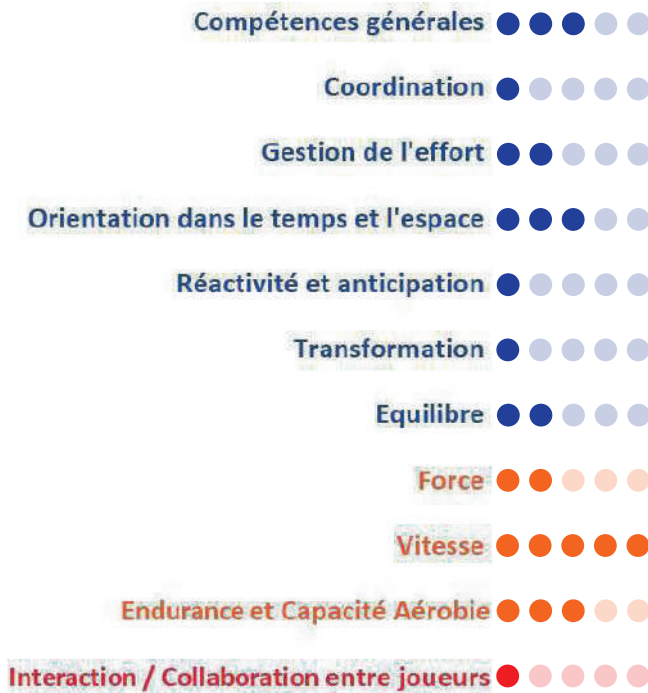 Compétences générales
Coordination
Gestion de l'effort
Orientation dans le temps et l'espace
Réactivité et anticipation
Transformation
Equilibre
Force
Vitesse
Endurance et Capacité Aérobie
Interaction / Collaboration entre joueurs